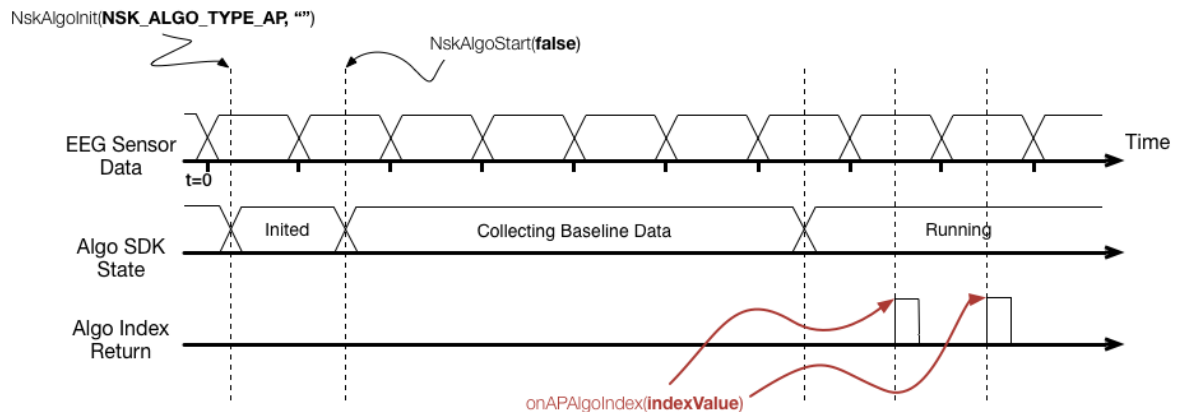 NskAlgoInit(NSK_ALGO_TYPE_AP, “”)
NskAlgoStart(false)
EEG Sensor
Data
Time
t=0
Algo SDK
State
Inited
Collecting Baseline Data
Running
Algo Index
Return
onAPAlgoIndex(indexValue)